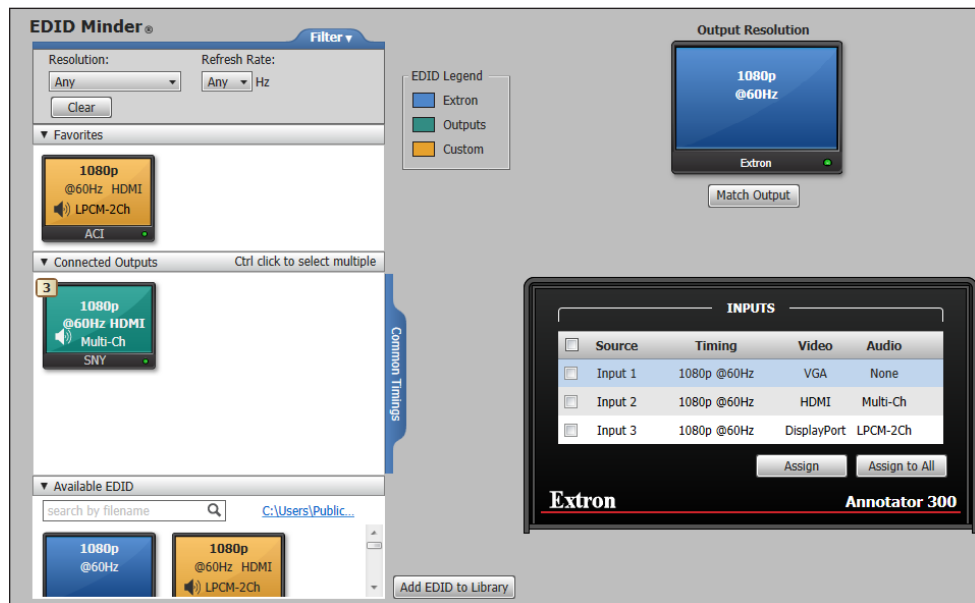 EDID Minder®
Filter ▾
Resolution:
Refresh Rate:
Any
Any
Hz
Clear
▼ Favorites
1080p
@60Hz HDMI
LPCM-2Ch
ACI
▼ Connected Outputs
Ctrl click to select multiple
3
1080p
@60Hz HDMI
Multi-Ch
SNY
Common Timings
▼ Available EDID
search by filename
C:\Users\Public...
1080p
@60Hz
1080p
@60Hz HDMI
LPCM-2Ch
Add EDID to Library
EDID Legend
Extron
Outputs
Custom
Output Resolution
1080p
@60Hz
Extron
Match Output
INPUTS
Source Timing Video Audio
Input 1 1080p @60Hz VGA None
Input 2 1080p @60Hz HDMI Multi-Ch
Input 3 1080p @60Hz DisplayPort LPCM-2Ch
Assign
Assign to All
Extron
Annotator 300